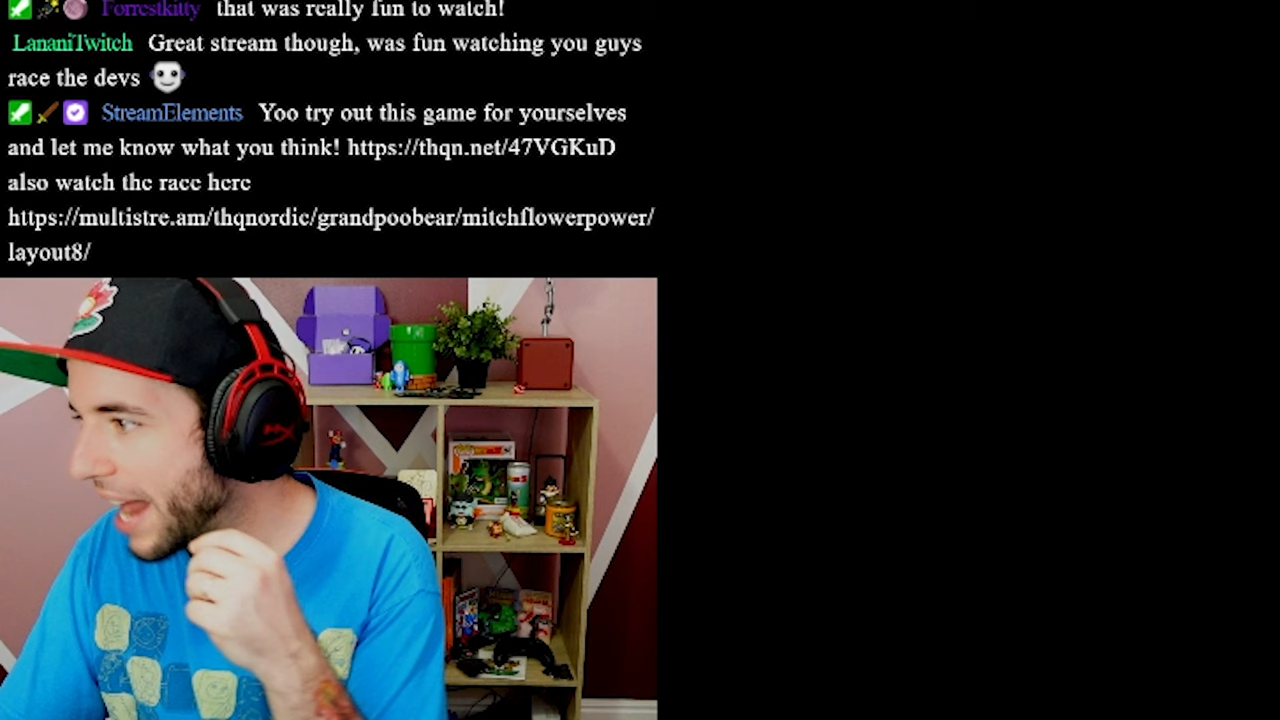 Forrestkitty that was really fun to watch!
LananiTwitch Great stream though, was fun watching you guys
race the devs
StreamElements Yoo try out this game for yourselves
and let me know what you think! https://thqn.net/47VGKuD
also watch the race here
https://multistre.am/thqnordic/grandpoobear/mitchflowerpower/
layout8/